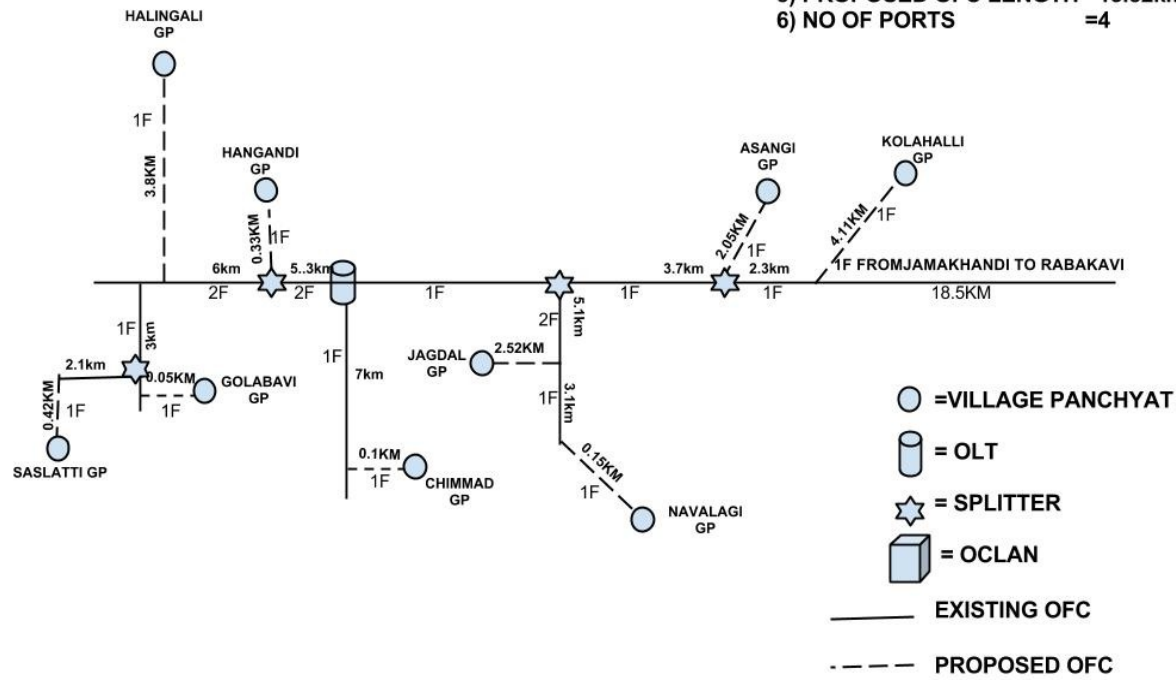 5) PROPOSED OFC LENGTH
6) NO OF PORTS =4
HALINGALI
GP
1F
3.8KM
HANGANDI
GP
0.33KM
1F
ASANGI
GP
2.05KM
1F
KOLAHALLI
GP
4.11KM
1F
6km
5..3km
3.7km
2.3km
1F FROMJAMAKHANDI TO RABAKAVI
2F
2F
1F
1F
1F
18.5KM
1F
3km
2.1km
0.05KM
1F
GOLABAVI
GP
0.42KM
1F
SASLATTI GP
1F
7km
0.1KM
1F
CHIMMAD
GP
2F
5.1km
JAGDAL
GP
2.52KM
1F
3.1km
0.15KM
1F
NAVALAGI
GP
=VILLAGE PANCHYAT
= OLT
= SPLITTER
= OCLAN
EXISTING OFC
PROPOSED OFC